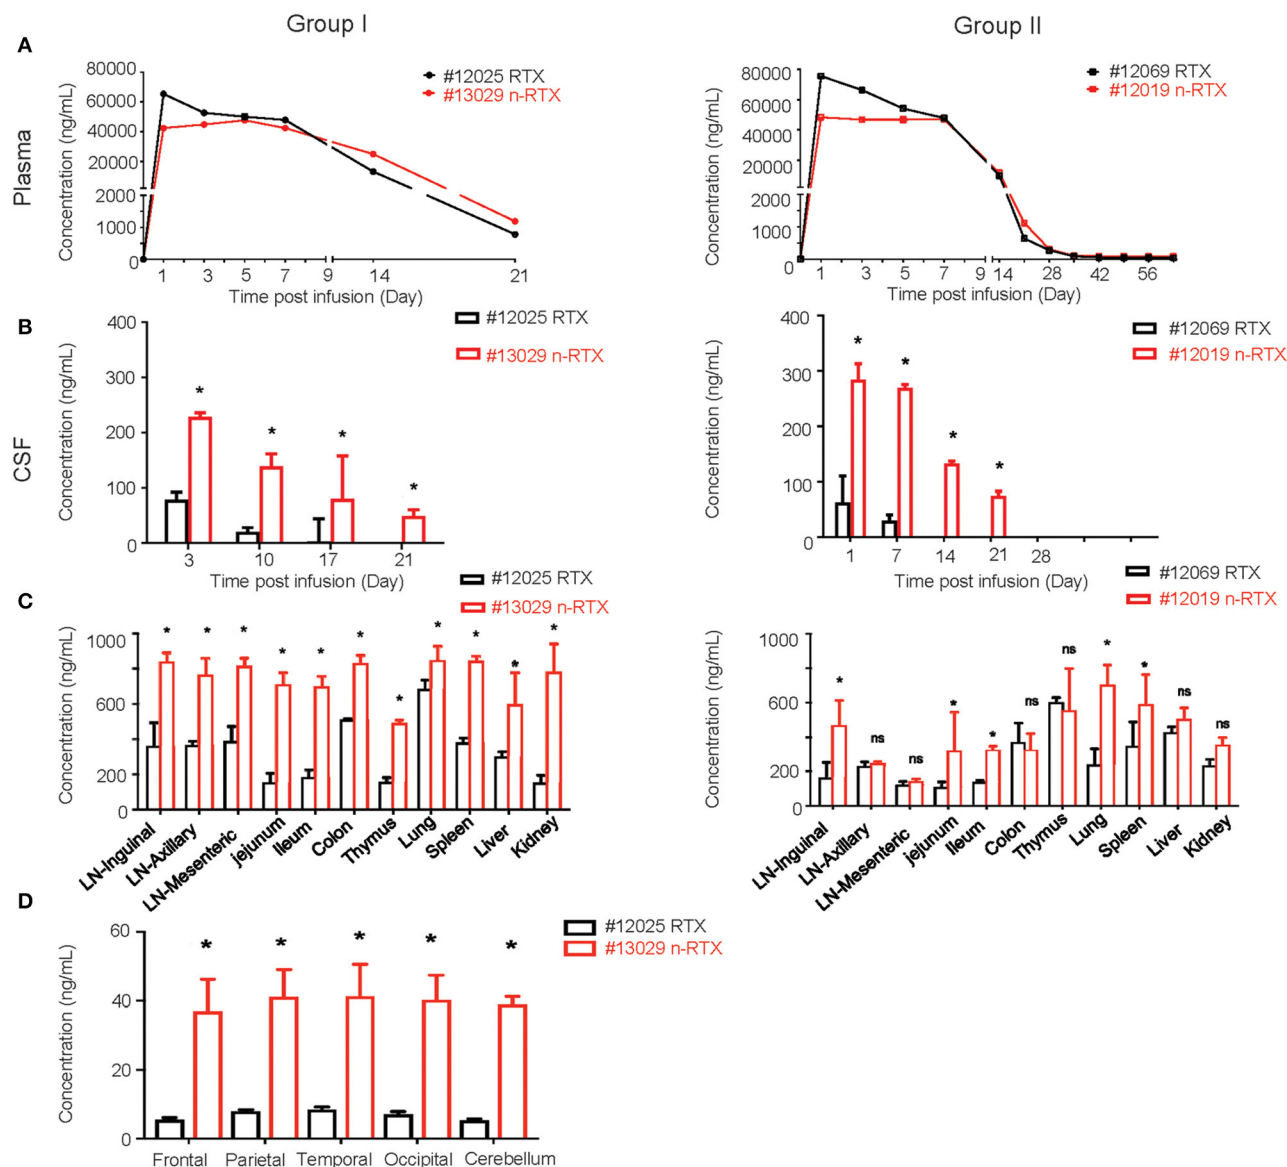 Group I
Group II
A
Plasma
Concentration (ng/mL)
80000
60000
40000
20000
2000
1000
0
#12025 RTX
#13029 n-RTX
1 3 5 7 9 14 21
Time post infusion (Day)
Concentration (ng/mL)
80000
60000
40000
20000
2000
1000
0
#12069 RTX
#12019 n-RTX
1 3 5 7 9 14 28 42 56
Time post infusion (Day)
B
CSF
Concentration (ng/mL)
400
300
200
100
0
#12025 RTX
#13029 n-RTX
* * * *
3 10 17 21
Time post infusion (Day)
Concentration (ng/mL)
400
300
200
100
0
#12069 RTX
#12019 n-RTX
* * * *
1 7 14 21 28
Time post infusion (Day)
C
Concentration (ng/mL)
1000
600
200
0
#12025 RTX
#13029 n-RTX
* * * * * * * * * * *
LN-Inguinal LN-Axillary LN-Mesenteric jejunum Ileum Colon Thymus Lung Spleen Liver Kidney
Concentration (ng/mL)
1000
600
200
0
#12069 RTX
#12019 n-RTX
* ns ns * * ns ns * * ns ns
LN-Inguinal LN-Axillary LN-Mesenteric jejunum Ileum Colon Thymus Lung Spleen Liver Kidney
D
Concentration (ng/mL)
60
40
20
0
#12025 RTX
#13029 n-RTX
* * * * *
Frontal Parietal Temporal Occipital Cerebellum